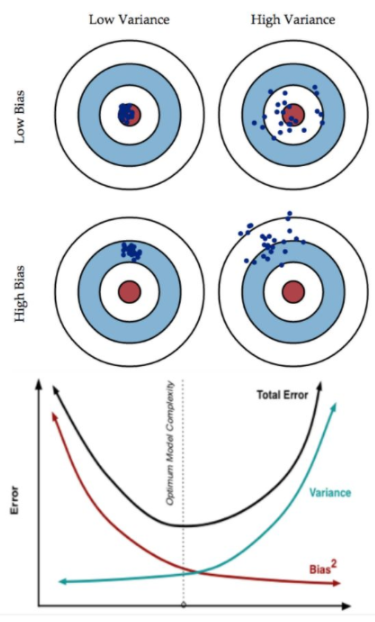 Low Variance
High Variance
Low Bias
High Bias
Total Error
Optimum Model Complexity
Error
Variance
Bias²